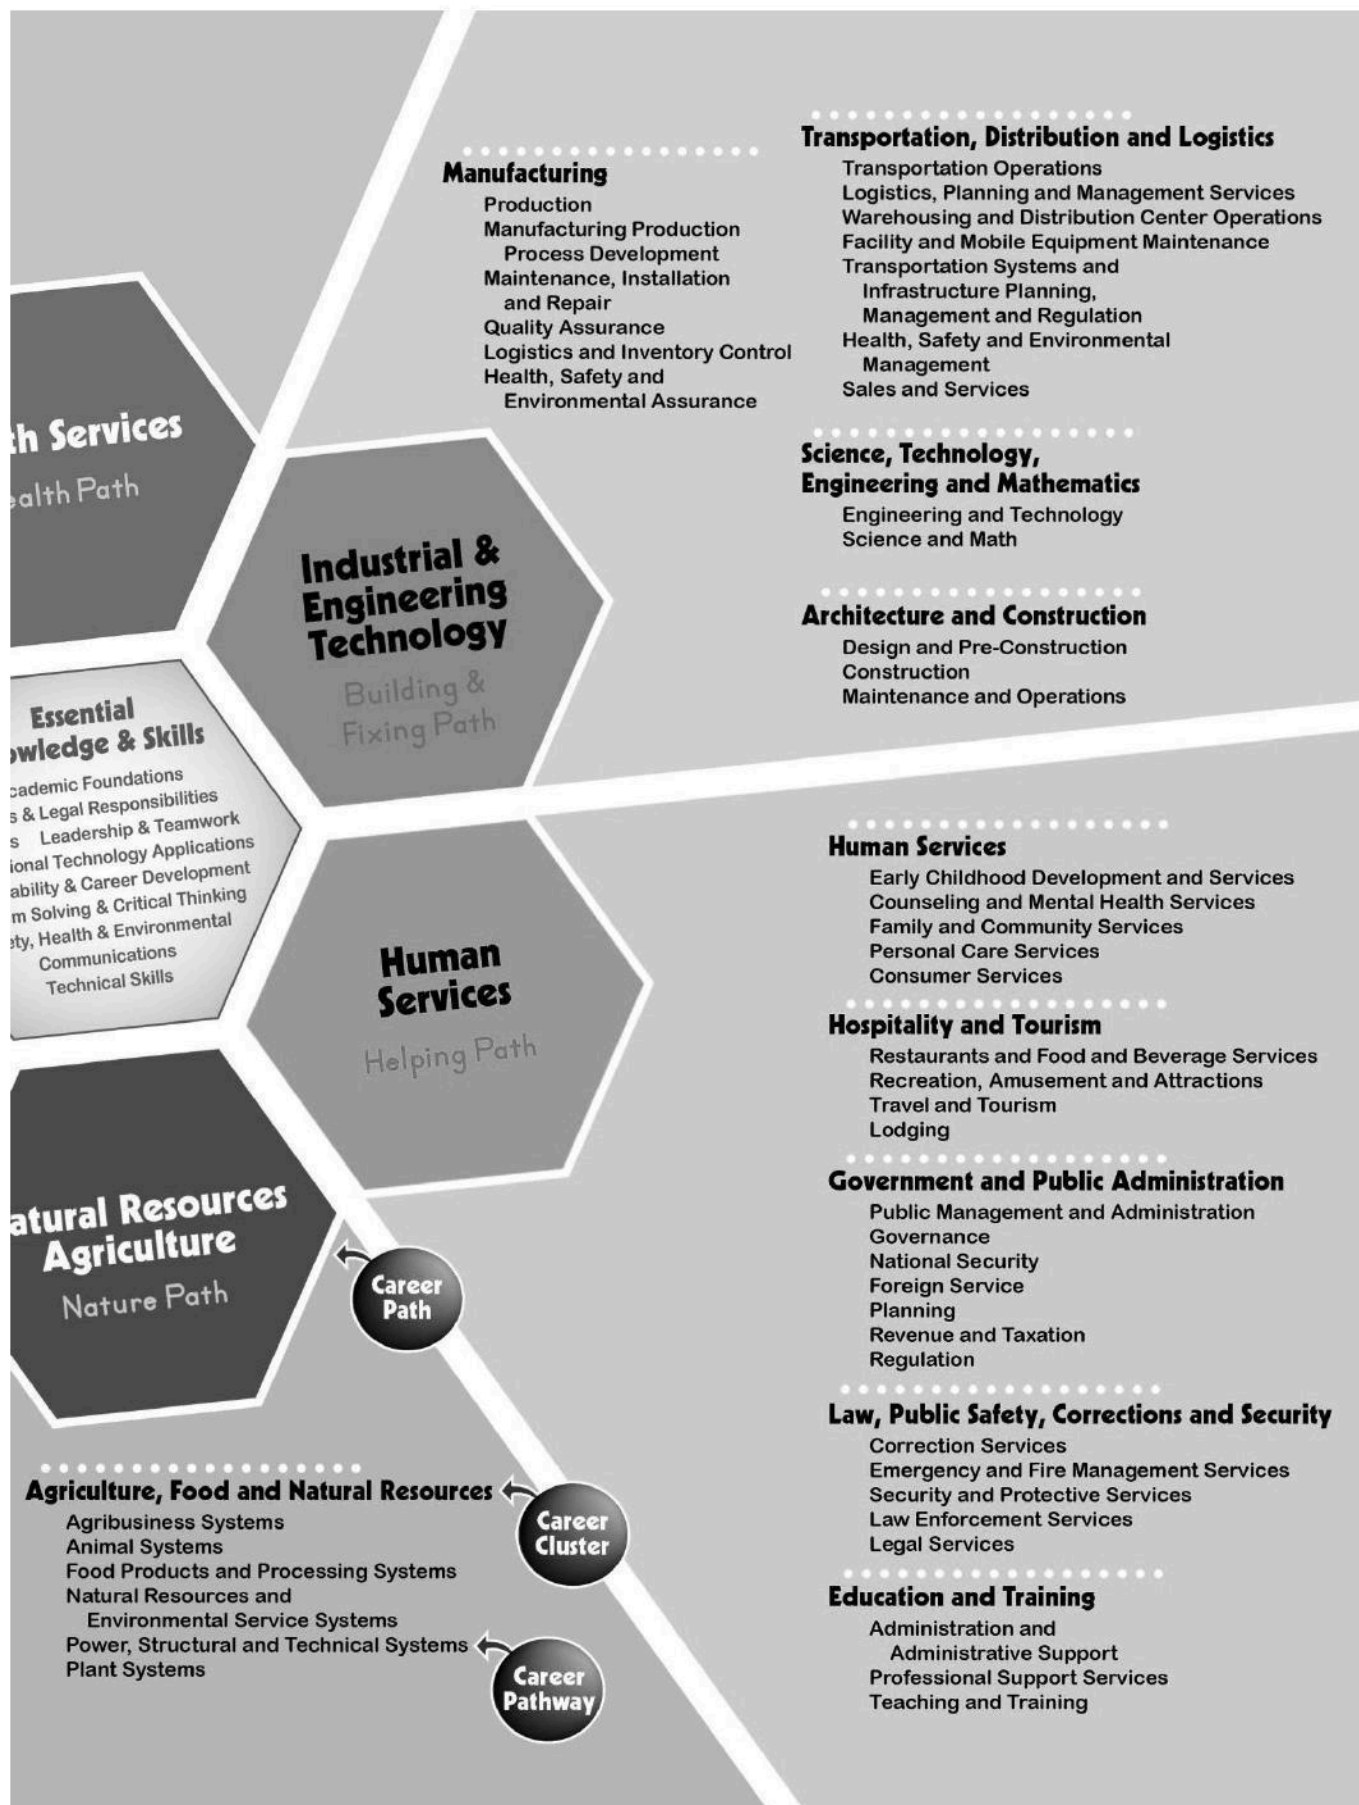 Manufacturing
Production
Manufacturing Production
Process Development
Maintenance, Installation
and Repair
Quality Assurance
Logistics and Inventory Control
Health, Safety and
Environmental Assurance
Transportation, Distribution and Logistics
Transportation Operations
Logistics, Planning and Management Services
Warehousing and Distribution Center Operations
Facility and Mobile Equipment Maintenance
Transportation Systems and
Infrastructure Planning,
Management and Regulation
Health, Safety and Environmental
Management
Sales and Services
Science, Technology,
Engineering and Mathematics
Engineering and Technology
Science and Math
Architecture and Construction
Design and Pre-Construction
Construction
Maintenance and Operations
th Services
ealth Path
Industrial &
Engineering
Technology
Building &
Fixing Path
Essential
owledge & Skills
cademic Foundations
s & Legal Responsibilities
s Leadership & Teamwork
ional Technology Applications
ability & Career Development
m Solving & Critical Thinking
ety, Health & Environmental
Communications
Technical Skills
Human
Services
Helping Path
Human Services
Early Childhood Development and Services
Counseling and Mental Health Services
Family and Community Services
Personal Care Services
Consumer Services
Hospitality and Tourism
Restaurants and Food and Beverage Services
Recreation, Amusement and Attractions
Travel and Tourism
Lodging
Government and Public Administration
Public Management and Administration
Governance
National Security
Foreign Service
Planning
Revenue and Taxation
Regulation
Law, Public Safety, Corrections and Security
Correction Services
Emergency and Fire Management Services
Security and Protective Services
Law Enforcement Services
Legal Services
Education and Training
Administration and
Administrative Support
Professional Support Services
Teaching and Training
atural Resources
Agriculture
Nature Path
Career
Path
Agriculture, Food and Natural Resources
Agribusiness Systems
Animal Systems
Food Products and Processing Systems
Natural Resources and
Environmental Service Systems
Power, Structural and Technical Systems
Plant Systems
Career
Cluster
Career
Pathway